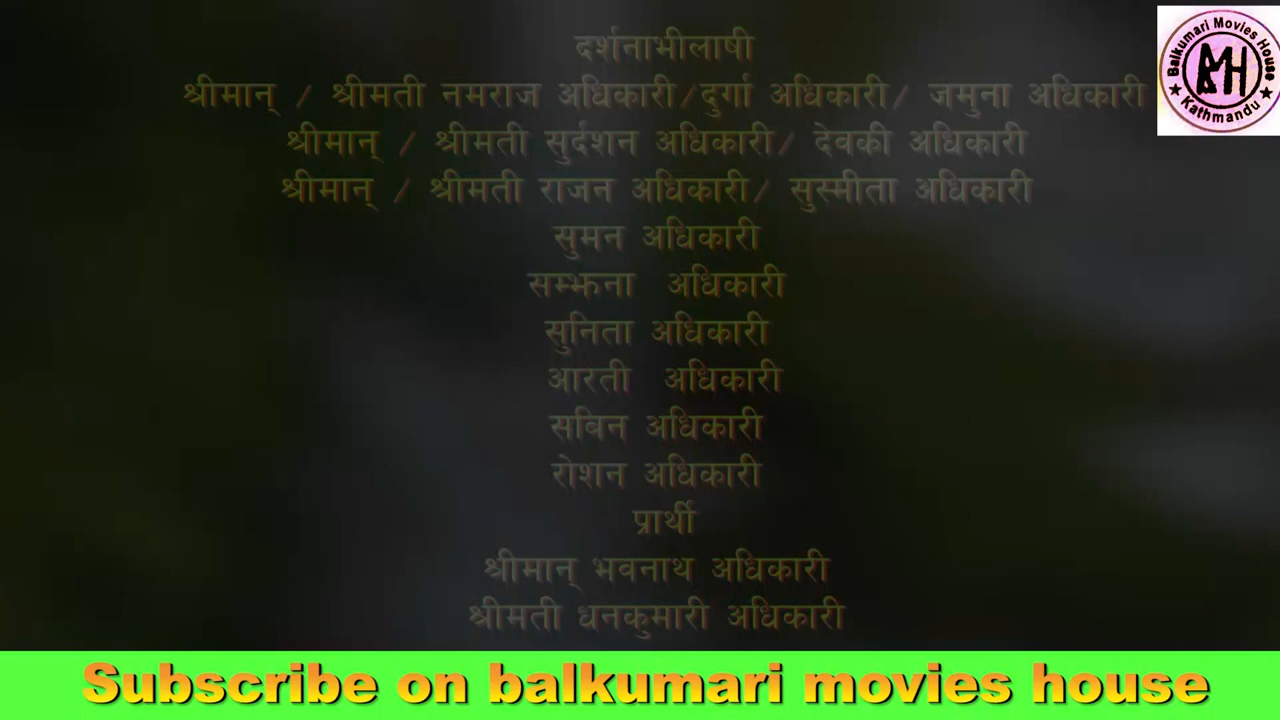 दर्शनाभीलाषी
श्रीमान् / श्रीमती नमराज अधिकारी/दुर्गा अधिकारी/ जमुना अधिकारी
श्रीमान् / श्रीमती सुर्दशन अधिकारी/ देवकी अधिकारी
श्रीमान् / श्रीमती राजन अधिकारी/ सुस्मीता अधिकारी
सुमन अधिकारी
सम्झना अधिकारी
सुनिता अधिकारी
आरती अधिकारी
सबिन अधिकारी
रोशन अधिकारी
प्रार्थी
श्रीमान् भवनाथ अधिकारी
श्रीमती धनकुमारी अधिकारी
Balkumari Movies House
BMH
★ Kathmandu ★
Subscribe on balkumari movies house